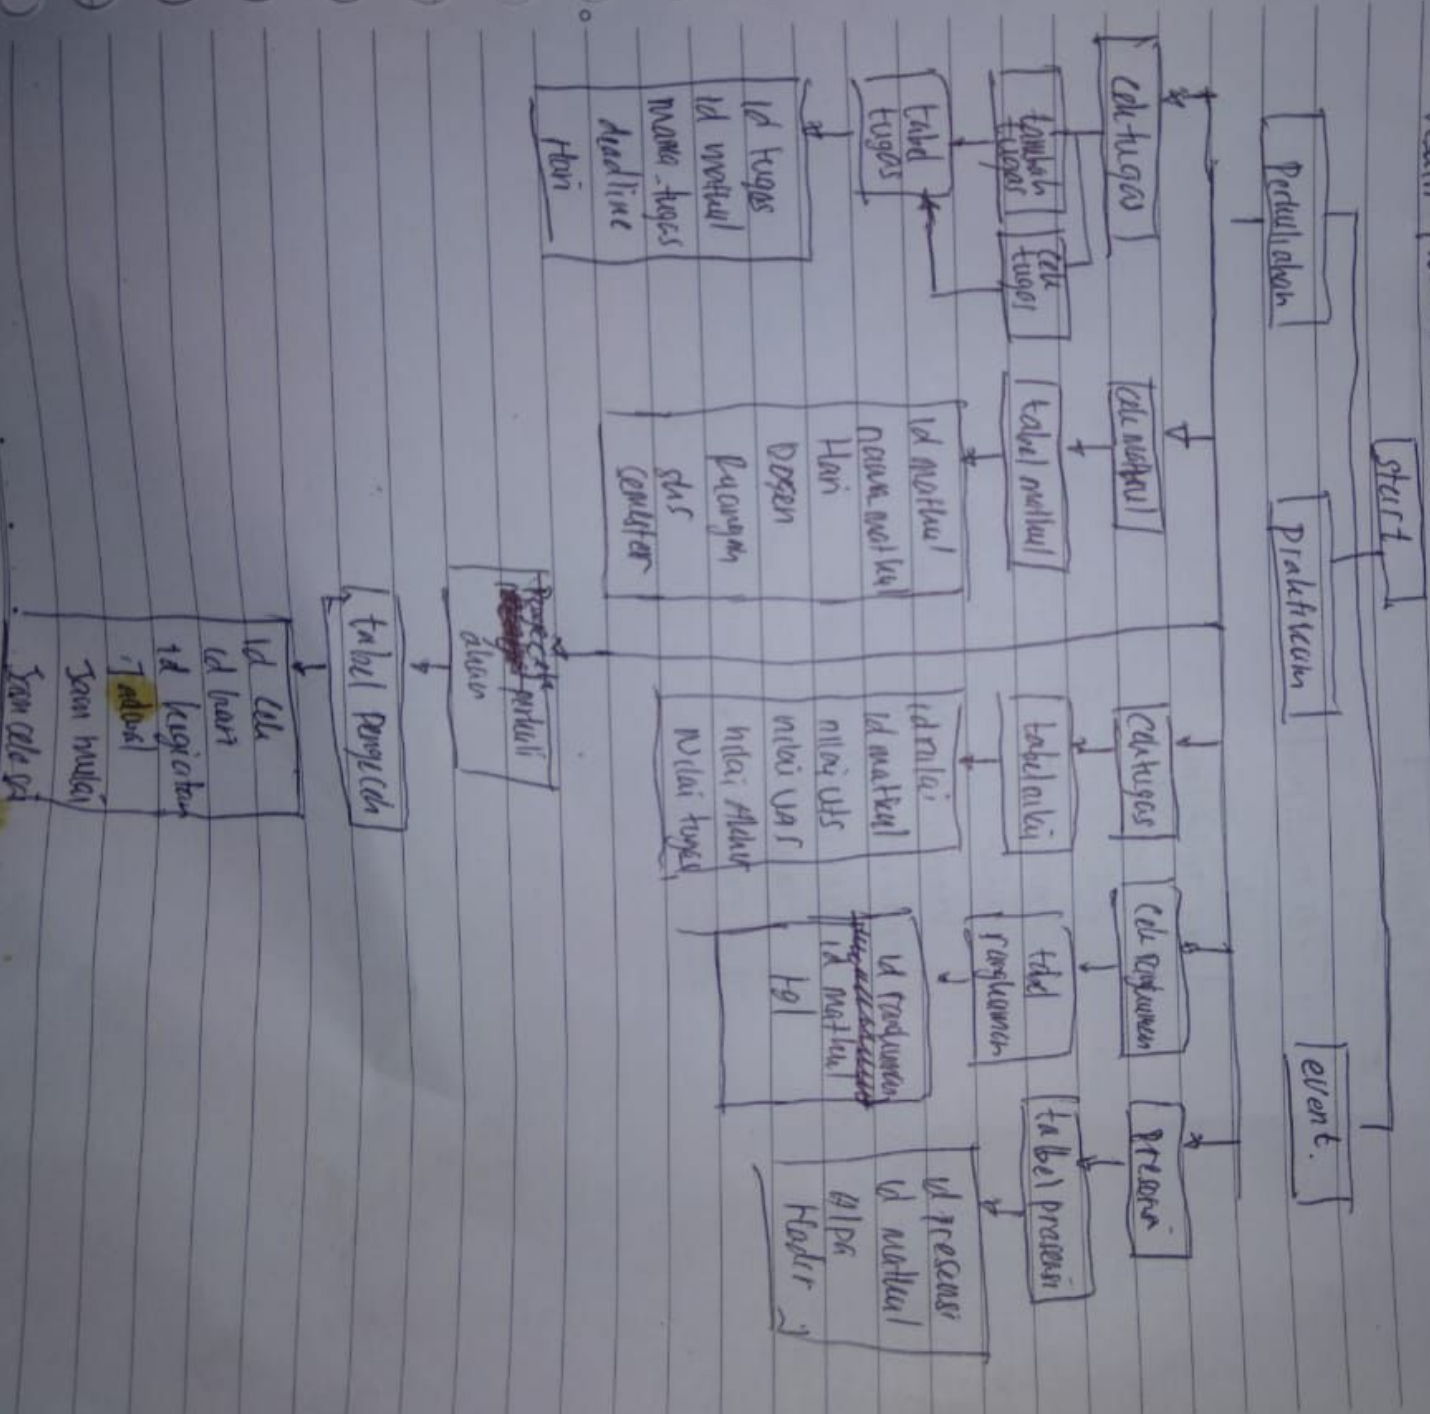 start
Perkuliahan
Praktikum
event.
cek tugas
cek matkul
cek tugas
cek rangkuman
Presensi
tambah
tugas
cek
tugas
tabel matkul
tabel nilai
tabel
rangkuman
tabel presensi
tabel
tugas
id tugas
id matkul
nama_tugas
deadline
Hari
id matkul
nama matkul
Hari
Dosen
Ruangan
sks
semester
id nilai
id matkul
nilai uts
nilai uas
nilai Akhir
Nilai tugas
id rangkuman
id matkul
tgl
id presensi
id matkul
Alpa
Hadir
perkuli
ahan
tabel pengecek
id cek
id hari
id kegiatan
Jadwal
Jam mulai
Jam selesai